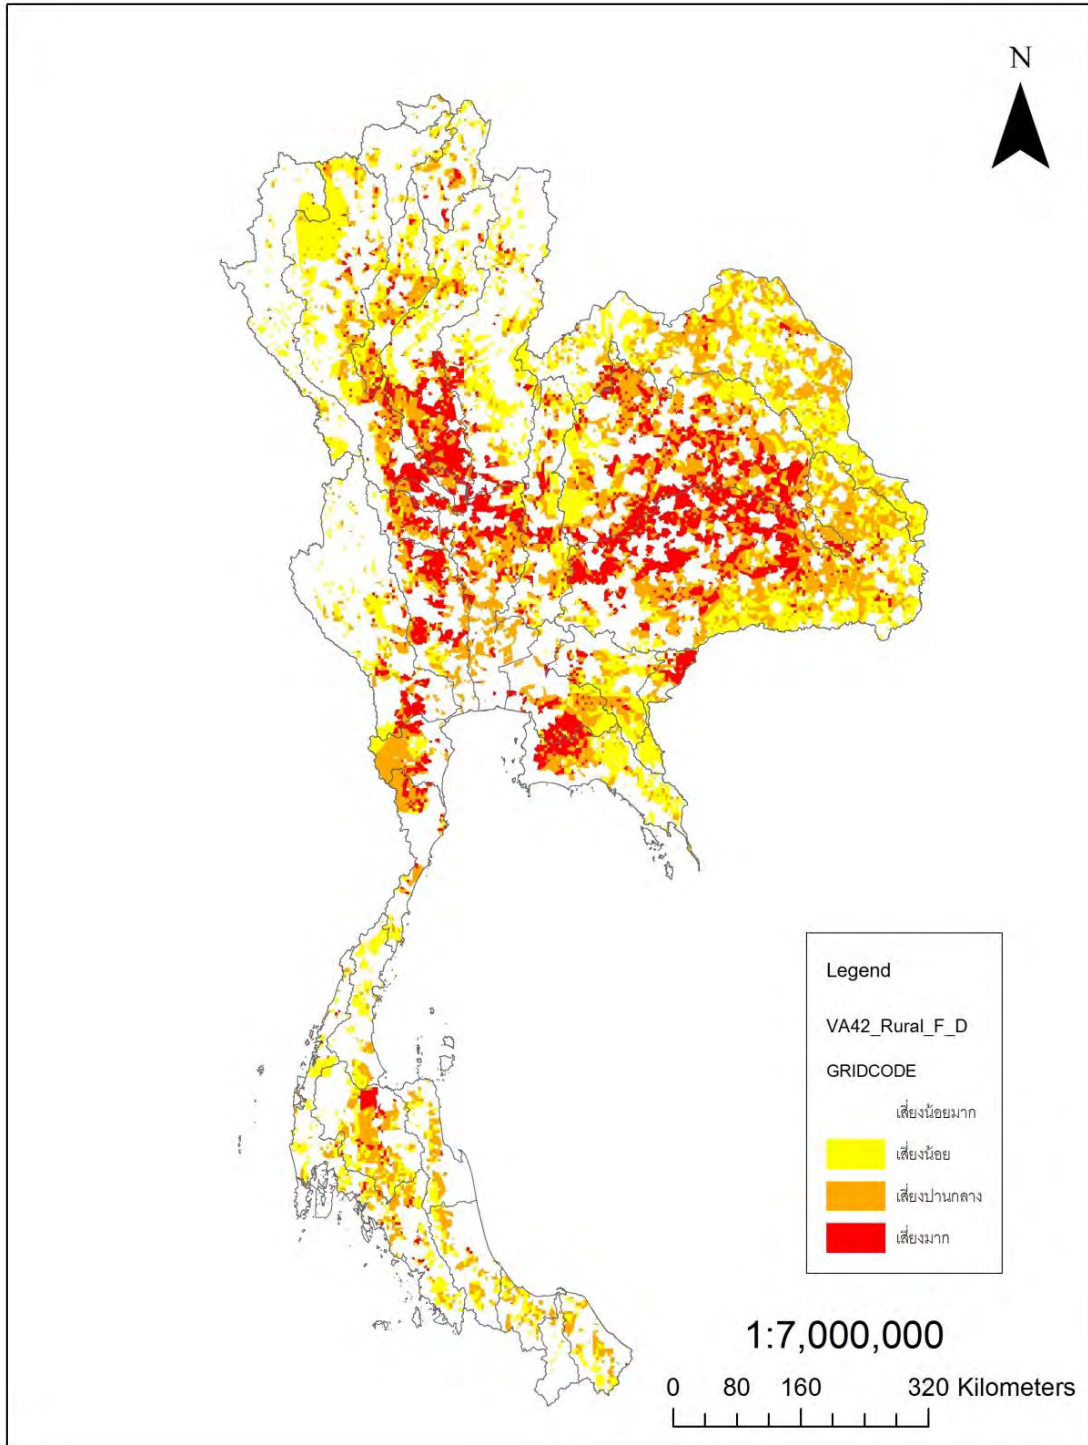 N
Legend
VA42_Rural_F_D
GRIDCODE
เสี่ยงน้อยมาก
เสี่ยงน้อย
เสี่ยงปานกลาง
เสี่ยงมาก
1:7,000,000
0 80 160 320 Kilometers